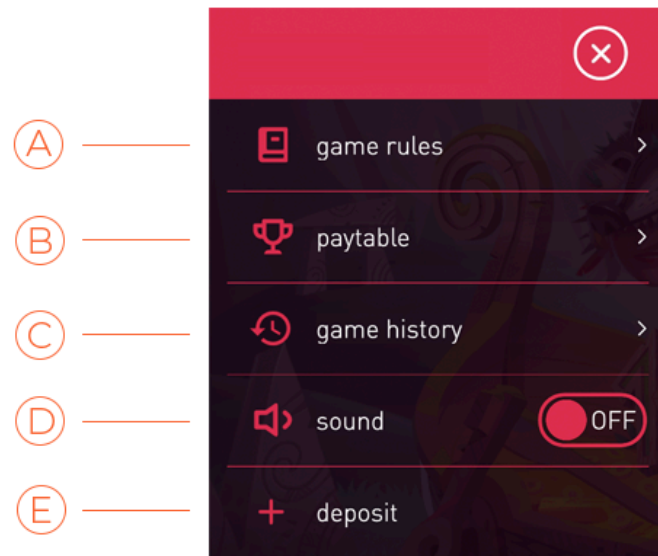 A game rules
B paytable
C game history
D sound OFF
E deposit